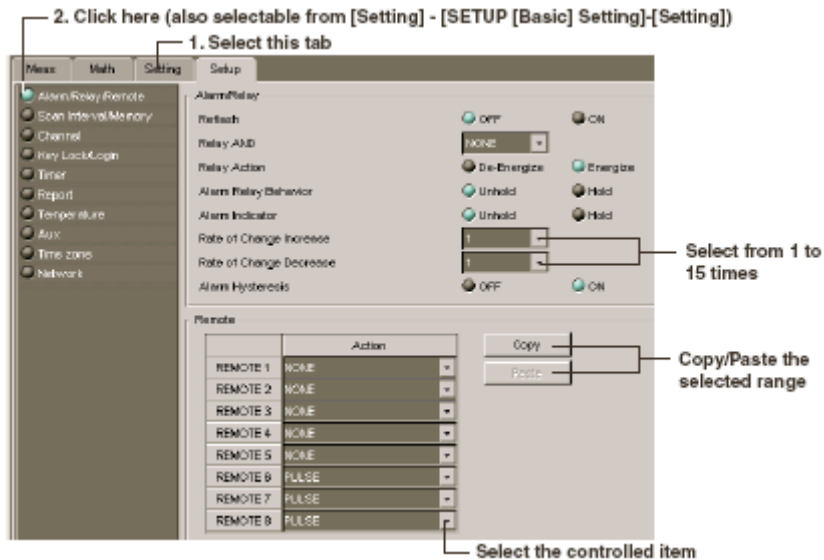 2. Click here (also selectable from [Setting] - [SETUP [Basic] Setting]-[Setting])
1. Select this tab
Meas Math Setting Setup
Alarm/Relay/Remote
Scan Interval/Memory
Channel
Key Lock/Login
Timer
Report
Temperature
Aux
Time zone
Network
Alarm/Relay
Reflash OFF ON
Relay AND NONE
Relay Action De-Energize Energize
Alarm Relay Behavior Unhold Hold
Alarm Indicator Unhold Hold
Rate of Change Increase 1
Rate of Change Decrease 1
Alarm Hysteresis OFF ON
Select from 1 to
15 times
Remote
Action
REMOTE 1 NONE
REMOTE 2 NONE
REMOTE 3 NONE
REMOTE 4 NONE
REMOTE 5 NONE
REMOTE 6 PULSE
REMOTE 7 PULSE
REMOTE 8 PULSE
Copy
Paste
Copy/Paste the
selected range
Select the controlled item